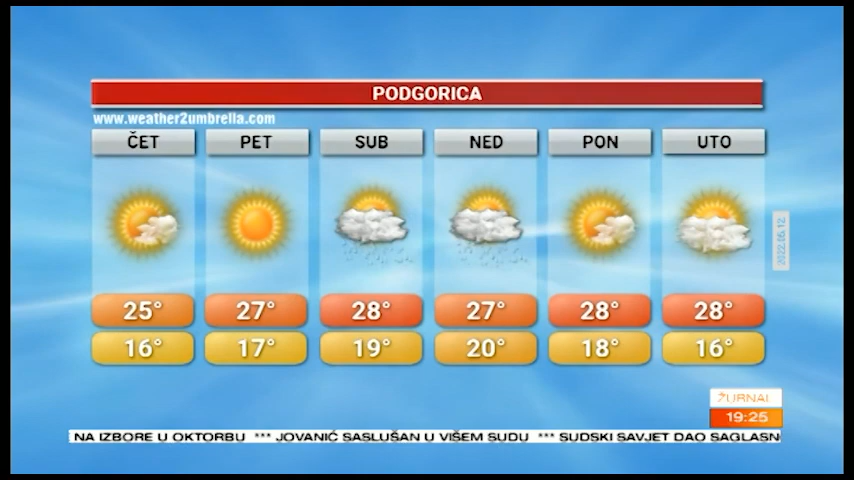 PODGORICA
www.weather2umbrella.com
ČET PET SUB NED PON UTO
2022.05.12.
25° 27° 28° 27° 28° 28°
16° 17° 19° 20° 18° 16°
ŽURNAL
19:25
NA IZBORE U OKTORBU *** JOVANIĆ SASLUŠAN U VIŠEM SUDU *** SUDSKI SAVJET DAO SAGLASN